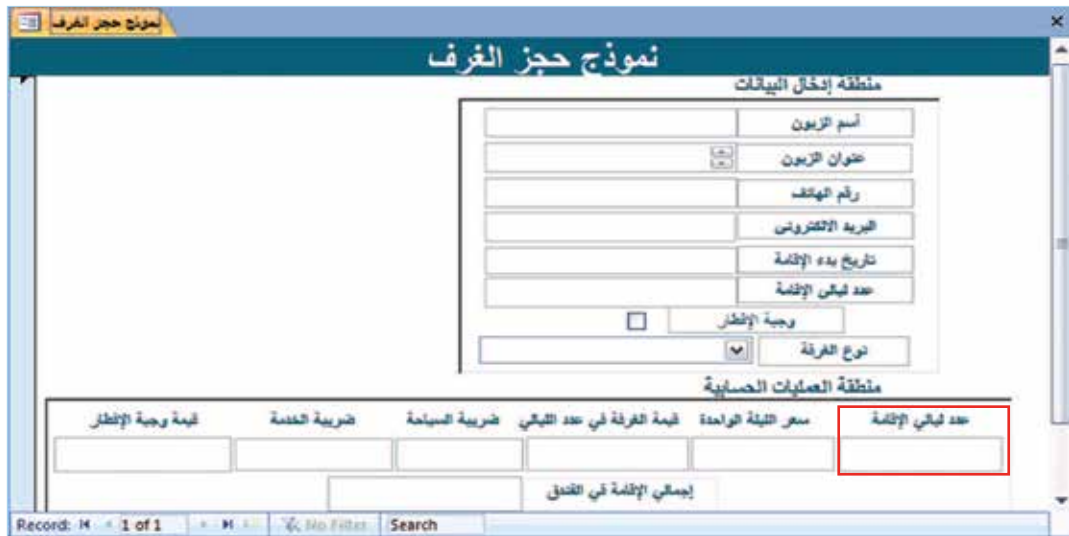 نموذج حجز الغرف
نموذج حجز الغرف
منطقة إدخال البيانات
أسم الزبون
عنوان الزبون
رقم الهاتف
البريد الالكتروني
تاريخ بدء الإقامة
عدد ليالي الإقامة
وجبة الإفطار
نوع الغرفة
منطقة العمليات الحسابية
عدد ليالي الإقامة سعر الليلة الواحدة قيمة الغرفة في عدد الليالي ضريبة السياحة ضريبة الخدمة قيمة وجبة الإفطار
إجمالي الإقامة في الفندق
Record: 1 of 1 No Filter Search